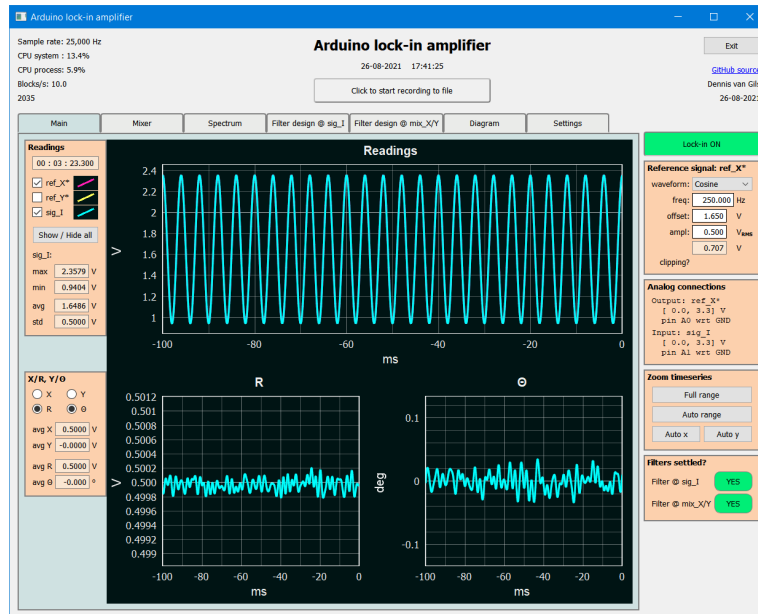 Arduino lock-in amplifier
Sample rate: 25,000 Hz
CPU system : 13.4%
CPU process: 5.9%
Blocks/s: 10.0
2035
Arduino lock-in amplifier
26-08-2021 17:41:25
Click to start recording to file
Exit
GitHub source
Dennis van Gils
26-08-2021
Main Mixer Spectrum Filter design @ sig_I Filter design @ mix_X/Y Diagram Settings
Readings
00 : 03 : 23.300
ref_X*
ref_Y*
sig_I
Show / Hide all
sig_I:
max 2.3579 V
min 0.9404 V
avg 1.6486 V
std 0.5000 V
X/R, Y/Θ
X Y
R Θ
avg X 0.5000 V
avg Y -0.0000 V
avg R 0.5000 V
avg Θ -0.000 °
Readings
V
2.4
2.2
2
1.8
1.6
1.4
1.2
1
-100 -80 -60 -40 -20 0
ms
R
V
0.5012
0.501
0.5008
0.5006
0.5004
0.5002
0.500
0.4998
0.4996
0.4994
0.4992
0.499
-100 -80 -60 -40 -20 0
ms
Θ
deg
0.1
0
-0.1
-100 -80 -60 -40 -20 0
ms
Lock-in ON
Reference signal: ref_X*
waveform: Cosine
freq: 250.000 Hz
offset: 1.650 V
ampl: 0.500 VRMS
0.707 V
clipping?
Analog connections
Output: ref_X*
[ 0.0, 3.3] V
pin A0 wrt GND
Input: sig_I
[ 0.0, 3.3] V
pin A1 wrt GND
Zoom timeseries
Full range
Auto range
Auto x Auto y
Filters settled?
Filter @ sig_I YES
Filter @ mix_X/Y YES